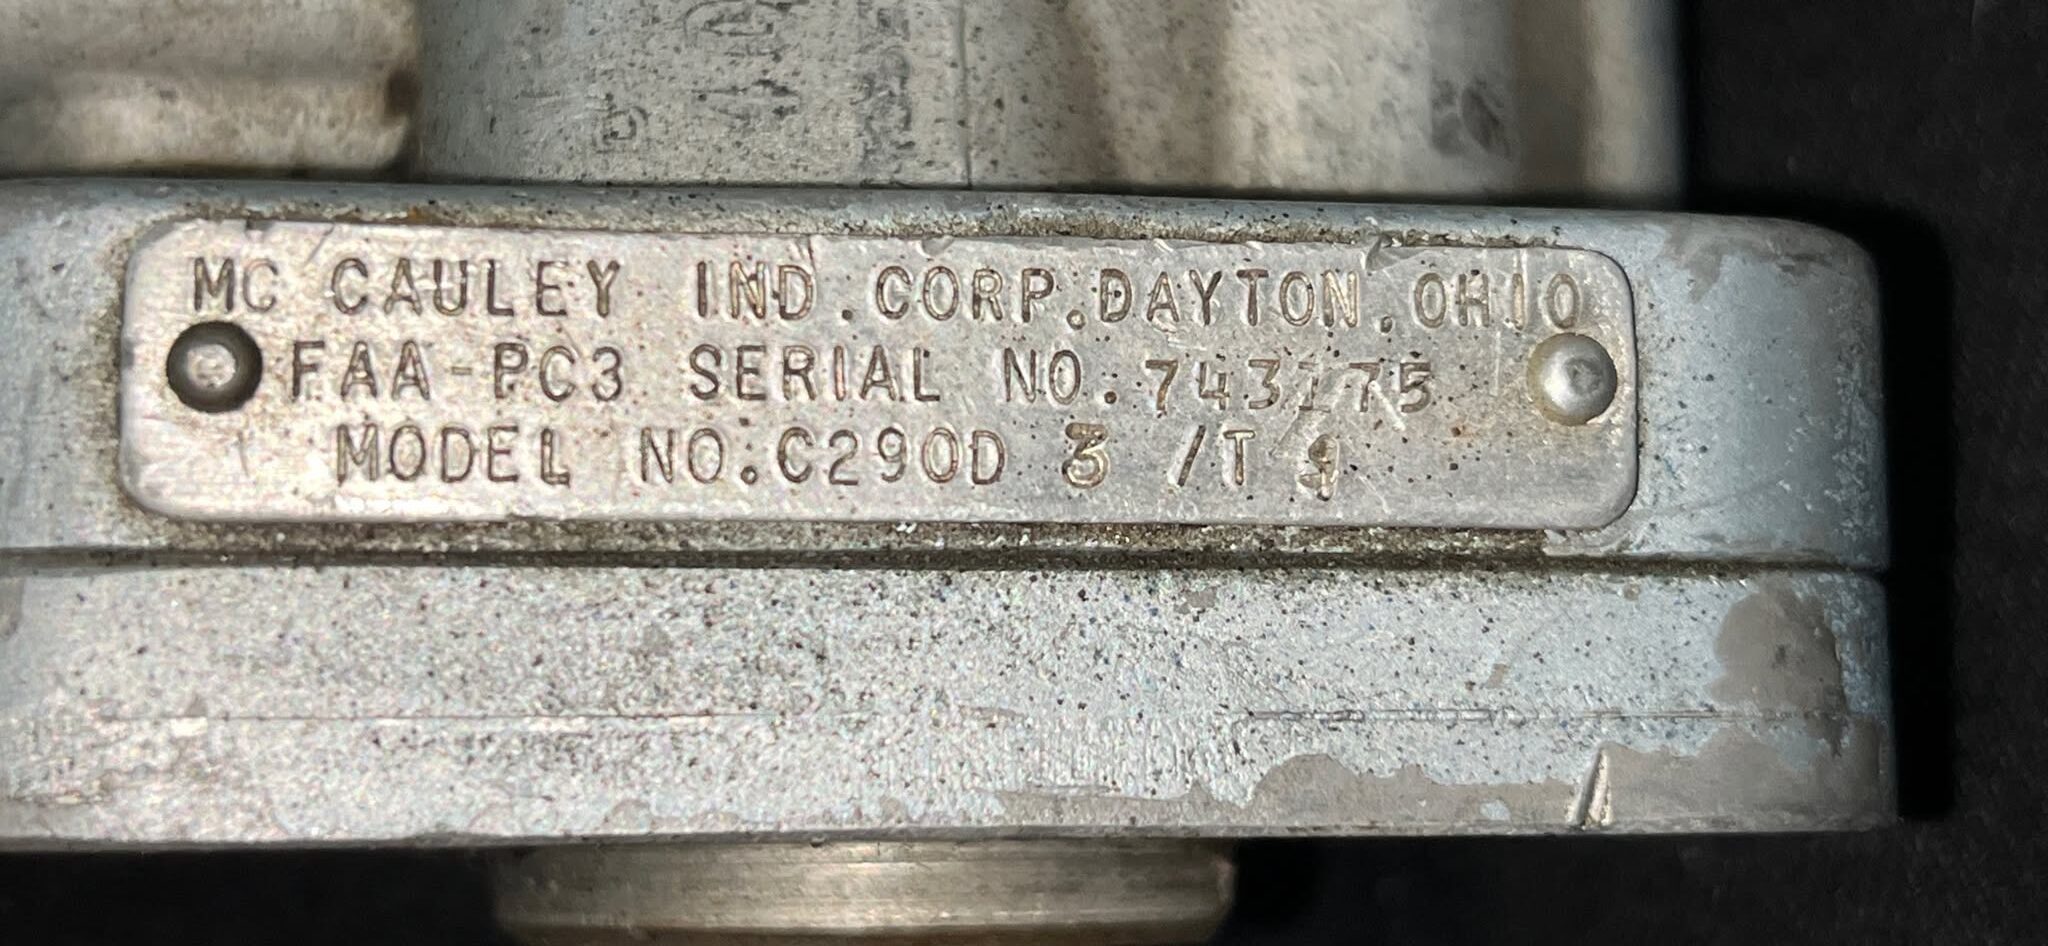 MC CAULEY IND. CORP. DAYTON. OHIO
FAA-PC3 SERIAL NO. 743175
MODEL NO. C290D 3 /T